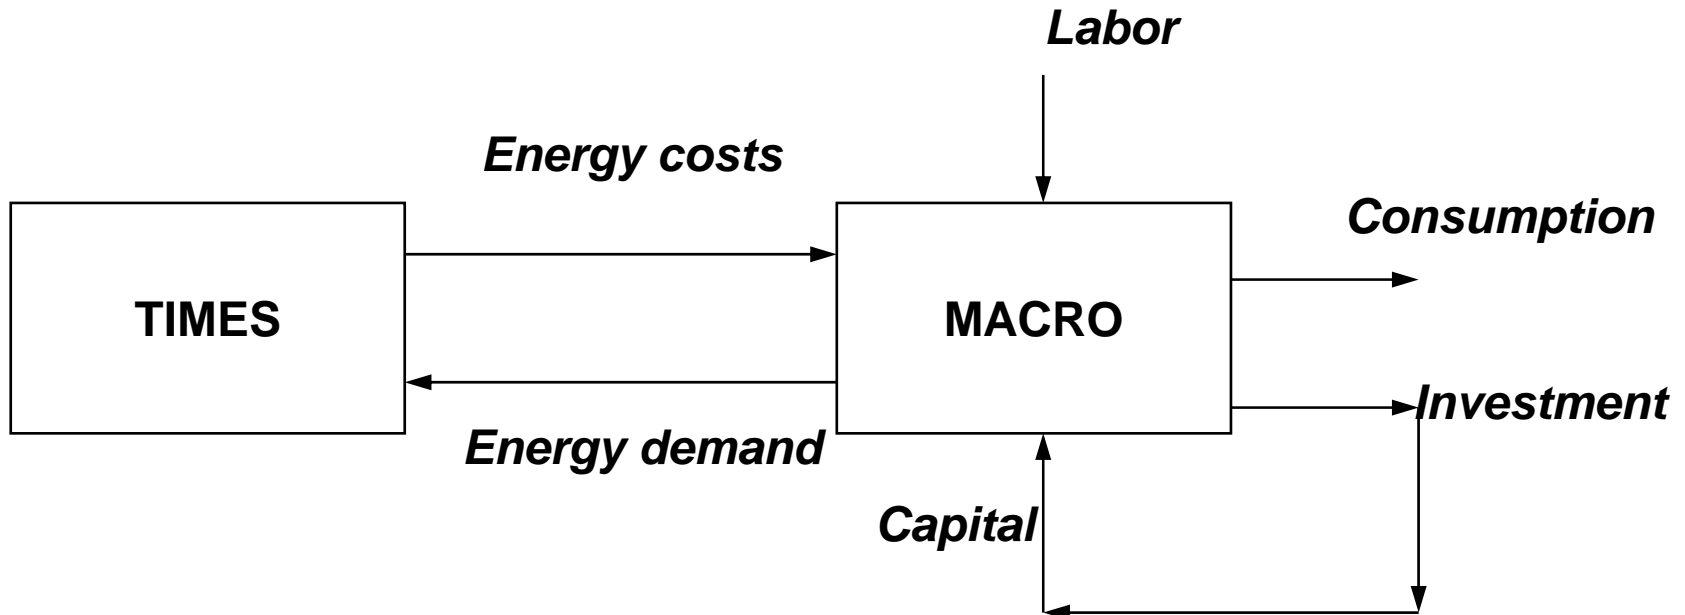 Labor
Energy costs
Consumption
TIMES
MACRO
Investment
Energy demand
Capital